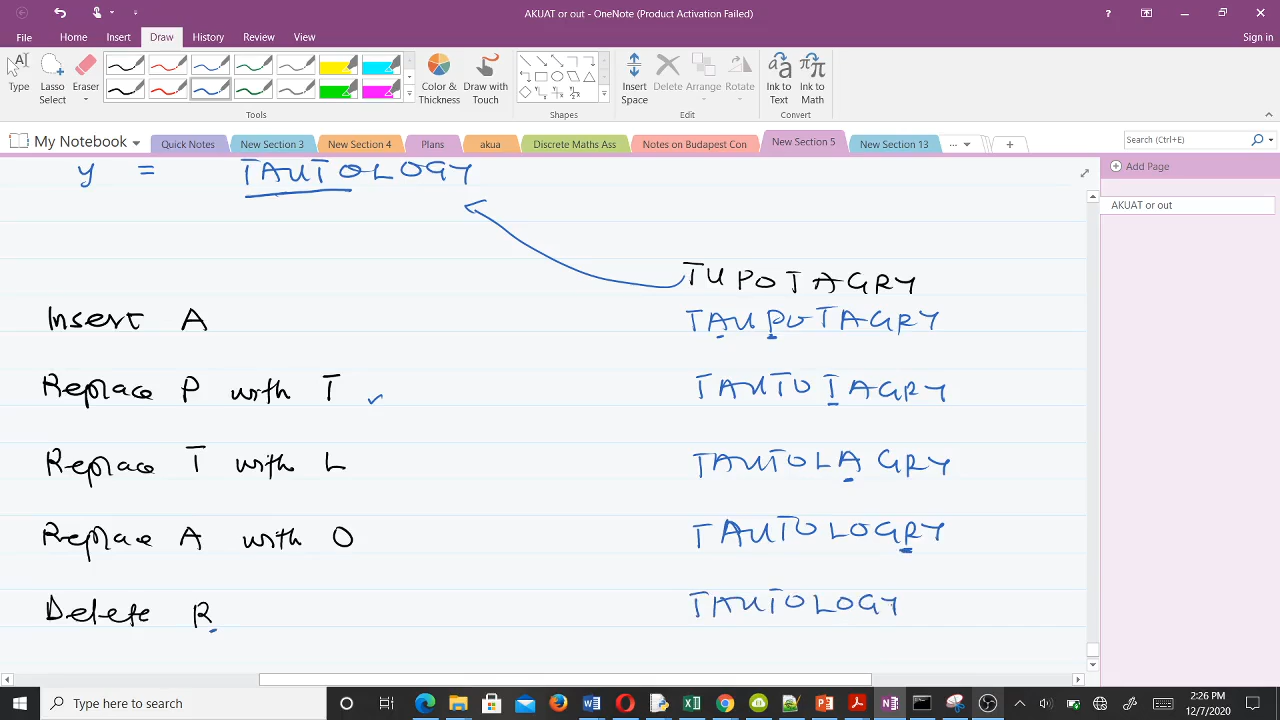 AKUAT or out - OneNote (Product Activation Failed)
File Home Insert Draw History Review View Sign in
Type Lasso Select Eraser Color & Thickness Draw with Touch Insert Space Delete Arrange Rotate Ink to Text Ink to Math
Tools Shapes Edit Convert
My Notebook Quick Notes New Section 3 New Section 4 Plans akua Discrete Maths Ass Notes on Budapest Con New Section 5 New Section 13 ... + Search (Ctrl+E)
Add Page
AKUAT or out
y = TAUTOLOGY
TUPOTAGRY
Insert A TAUPOTAGRY
Replace P with T TAUTOTAGRY
Replace T with L TAUTOLAGRY
Replace A with O TAUTOLOGRY
Delete R TAUTOLOGY
Type here to search
2:26 PM
12/7/2020